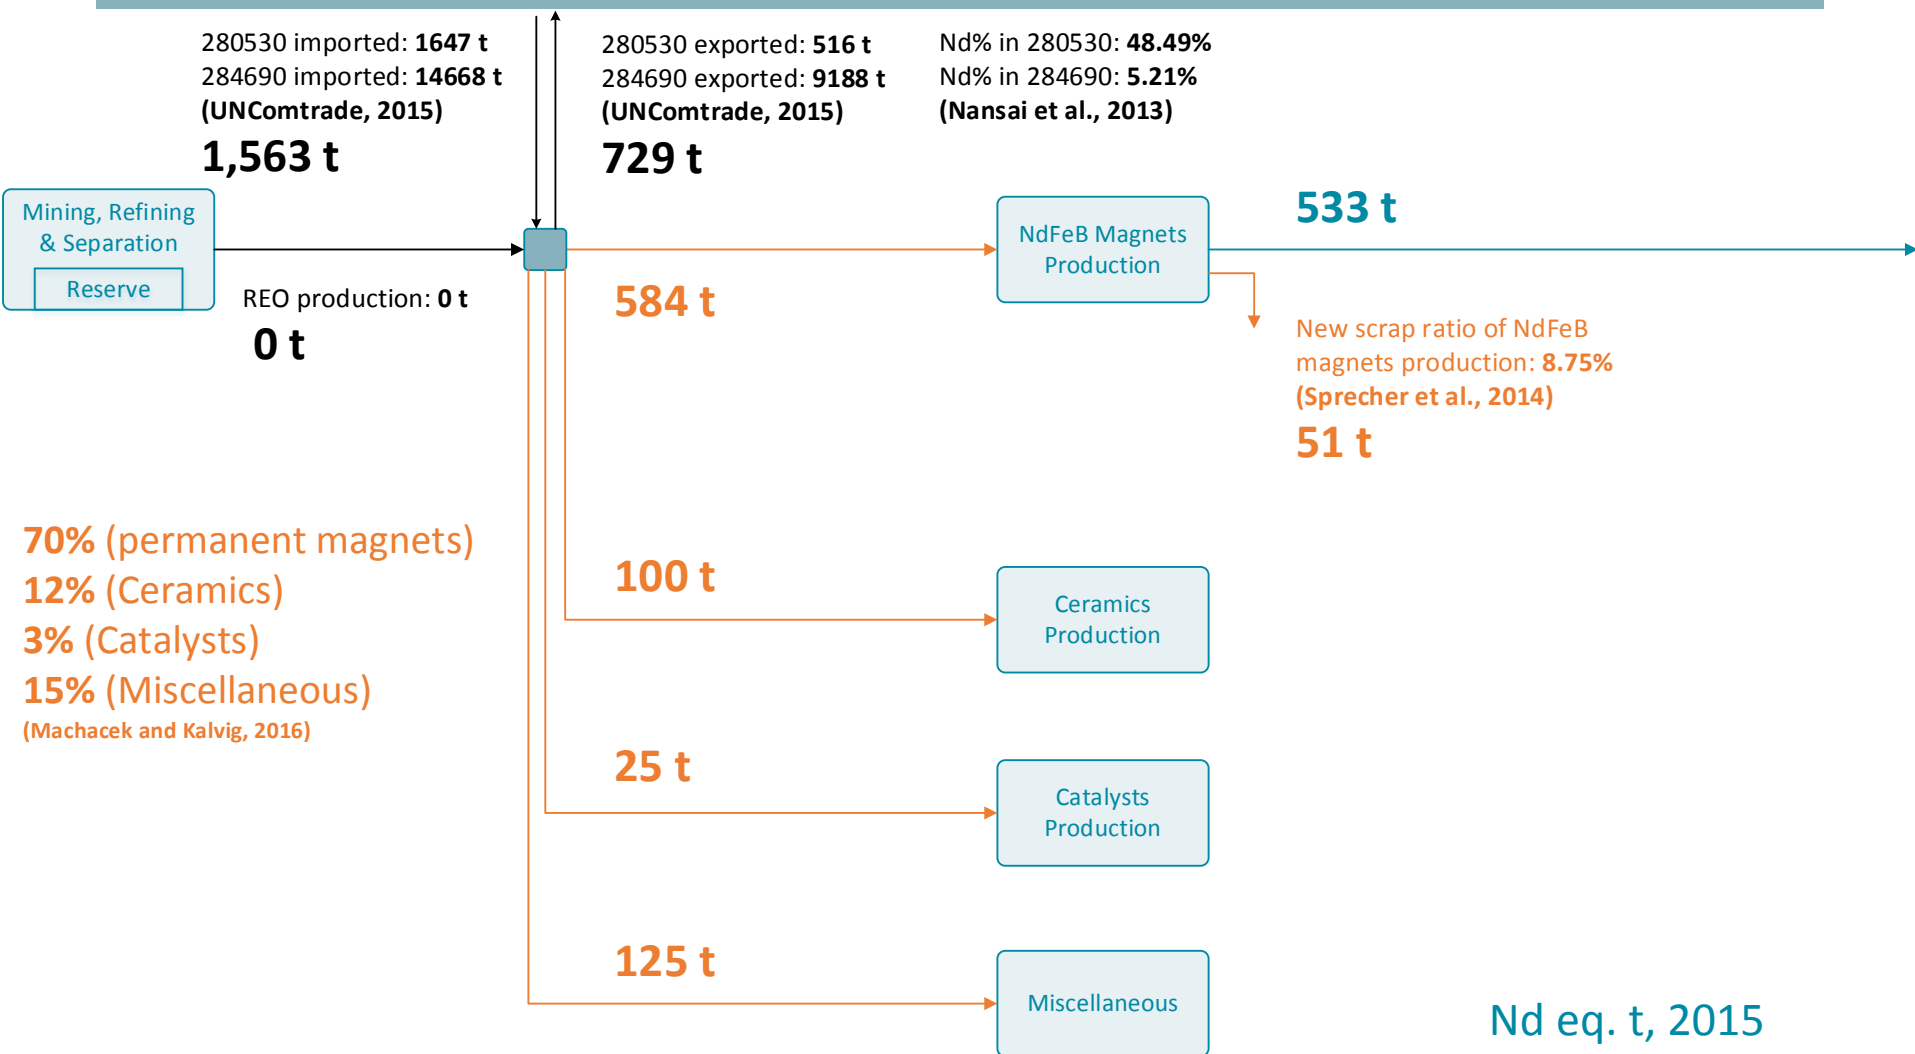 280530 imported: 1647 t
284690 imported: 14668 t
(UNComtrade, 2015)
1,563 t
280530 exported: 516 t
284690 exported: 9188 t
(UNComtrade, 2015)
729 t
Nd% in 280530: 48.49%
Nd% in 284690: 5.21%
(Nansai et al., 2013)
Mining, Refining
& Separation
Reserve
REO production: 0 t
0 t
584 t
NdFeB Magnets
Production
533 t
New scrap ratio of NdFeB
magnets production: 8.75%
(Sprecher et al., 2014)
51 t
70% (permanent magnets)
12% (Ceramics)
3% (Catalysts)
15% (Miscellaneous)
(Machacek and Kalvig, 2016)
100 t
Ceramics
Production
25 t
Catalysts
Production
125 t
Miscellaneous
Nd eq. t, 2015